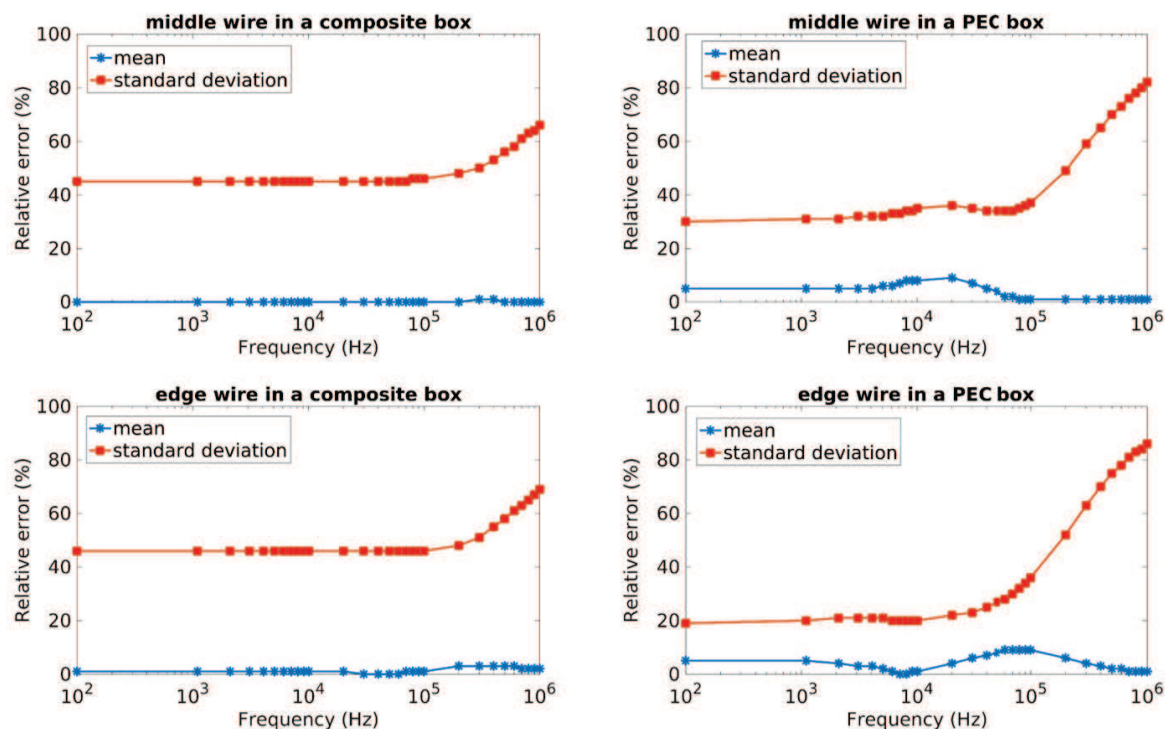 middle wire in a composite box
100
80
60
40
20
0
Relative error (%)
mean
standard deviation
10^2
10^3
10^4
10^5
10^6
Frequency (Hz)
middle wire in a PEC box
100
80
60
40
20
0
Relative error (%)
mean
standard deviation
10^2
10^3
10^4
10^5
10^6
Frequency (Hz)
edge wire in a composite box
100
80
60
40
20
0
Relative error (%)
mean
standard deviation
10^2
10^3
10^4
10^5
10^6
Frequency (Hz)
edge wire in a PEC box
100
80
60
40
20
0
Relative error (%)
mean
standard deviation
10^2
10^3
10^4
10^5
10^6
Frequency (Hz)